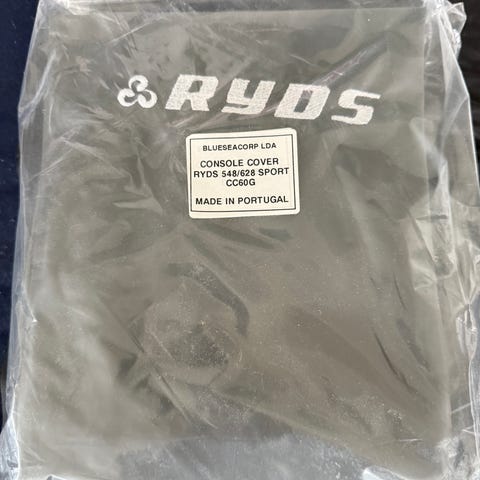 RYDS
BLUESEACORP LDA
CONSOLE COVER
RYDS 548/628 SPORT
CC60G
MADE IN PORTUGAL